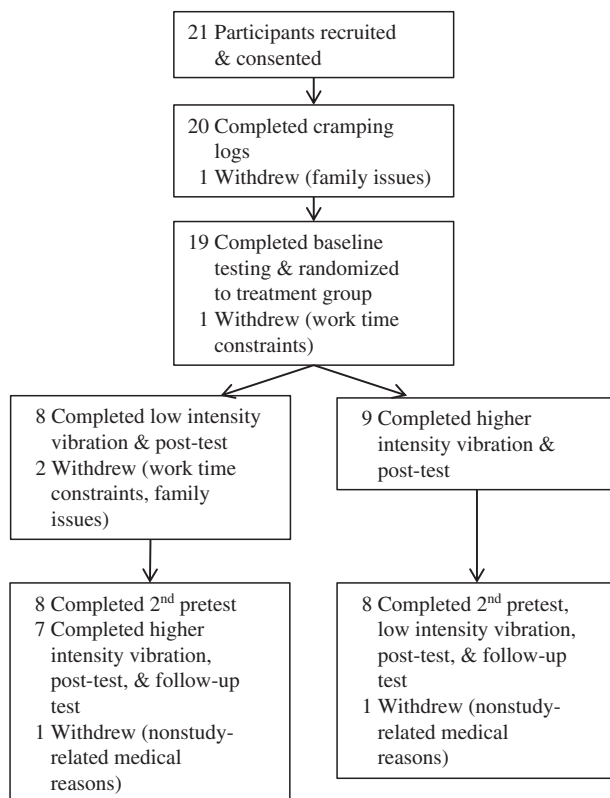 21 Participants recruited
& consented
20 Completed cramping
logs
1 Withdrew (family issues)
19 Completed baseline
testing & randomized
to treatment group
1 Withdrew (work time
constraints)
8 Completed low intensity
vibration & post-test
2 Withdrew (work time
constraints, family
issues)
9 Completed higher
intensity vibration &
post-test
8 Completed 2nd pretest
7 Completed higher
intensity vibration,
post-test, & follow-up
test
1 Withdrew (nonstudy-
related medical
reasons)
8 Completed 2nd pretest,
low intensity vibration,
post-test, & follow-up
test
1 Withdrew (nonstudy-
related medical
reasons)